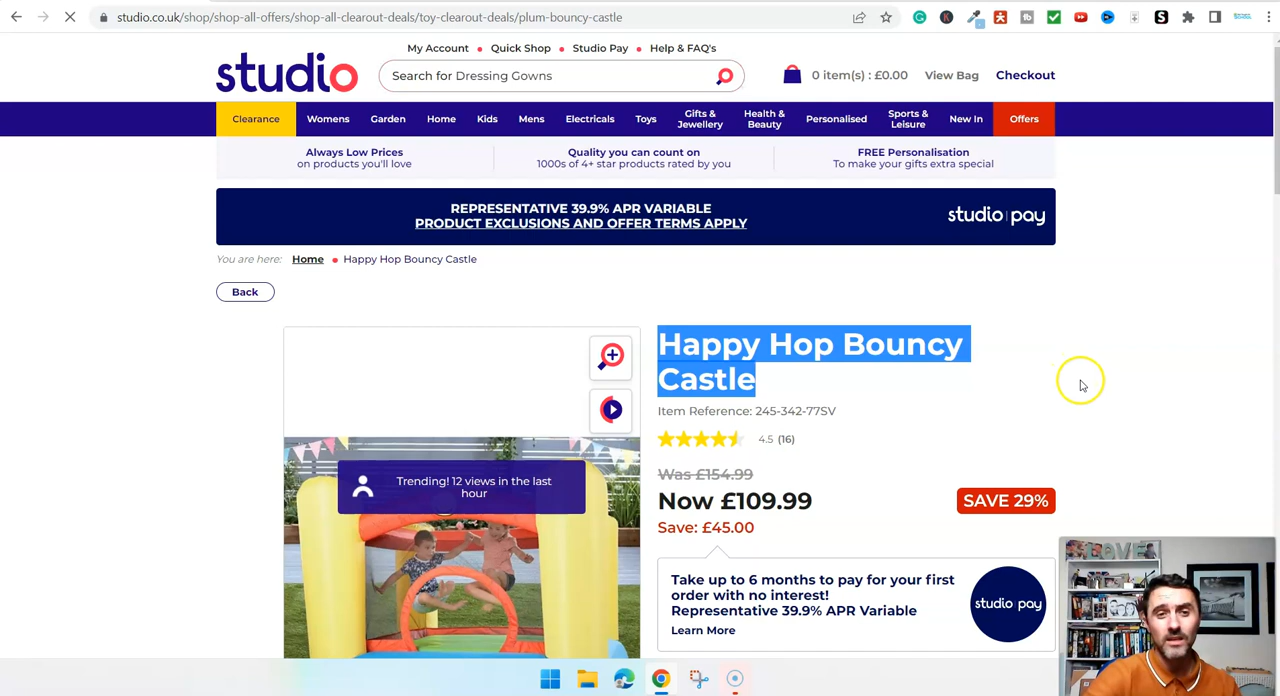 studio.co.uk/shop/shop-all-offers/shop-all-clearout-deals/toy-clearout-deals/plum-bouncy-castle
My Account Quick Shop Studio Pay Help & FAQ's
studio
Search for Dressing Gowns
0 item(s) : £0.00 View Bag Checkout
Clearance Womens Garden Home Kids Mens Electricals Toys Gifts & Jewellery Health & Beauty Personalised Sports & Leisure New In Offers
Always Low Prices
on products you'll love
Quality you can count on
1000s of 4+ star products rated by you
FREE Personalisation
To make your gifts extra special
REPRESENTATIVE 39.9% APR VARIABLE
PRODUCT EXCLUSIONS AND OFFER TERMS APPLY
studio pay
You are here: Home Happy Hop Bouncy Castle
Back
Happy Hop Bouncy
Castle
Item Reference: 245-342-77SV
4.5 (16)
Trending! 12 views in the last
hour
Was £154.99
Now £109.99
SAVE 29%
Save: £45.00
Take up to 6 months to pay for your first
order with no interest!
Representative 39.9% APR Variable
Learn More
studio pay